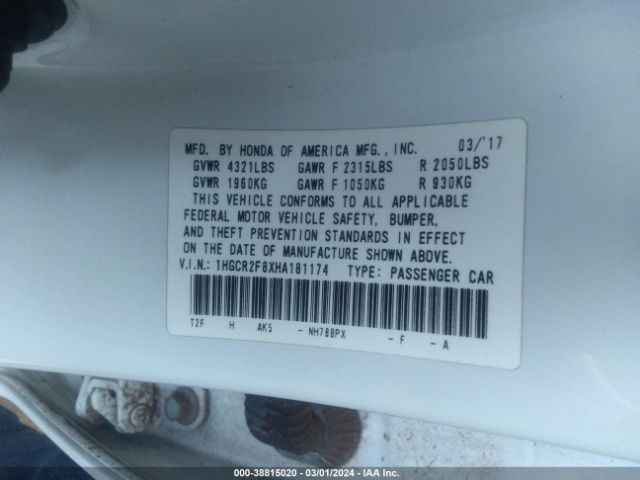 MFD. BY HONDA OF AMERICA MFG., INC. 03/'17
GVWR 4321LBS GAWR F 2315LBS R 2050LBS
GVWR 1960KG GAWR F 1050KG R 930KG
THIS VEHICLE CONFORMS TO ALL APPLICABLE
FEDERAL MOTOR VEHICLE SAFETY, BUMPER,
AND THEFT PREVENTION STANDARDS IN EFFECT
ON THE DATE OF MANUFACTURE SHOWN ABOVE.
V.I.N.: 1HGCR2F8XHA181174 TYPE: PASSENGER CAR
T2F H AK5 - NH788PX - F - A
000-38815020 — 03/01/2024 — IAA Inc.